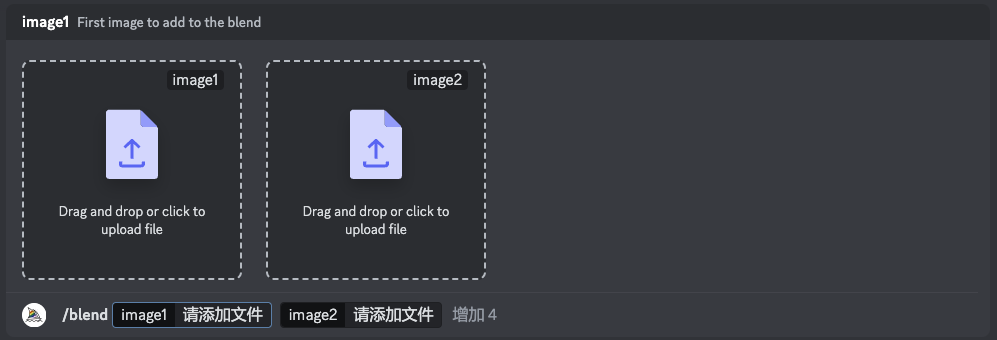 image1 First image to add to the blend
image1
image2
Drag and drop or click to
upload file
Drag and drop or click to
upload file
/blend image1 请添加文件 image2 请添加文件 增加 4